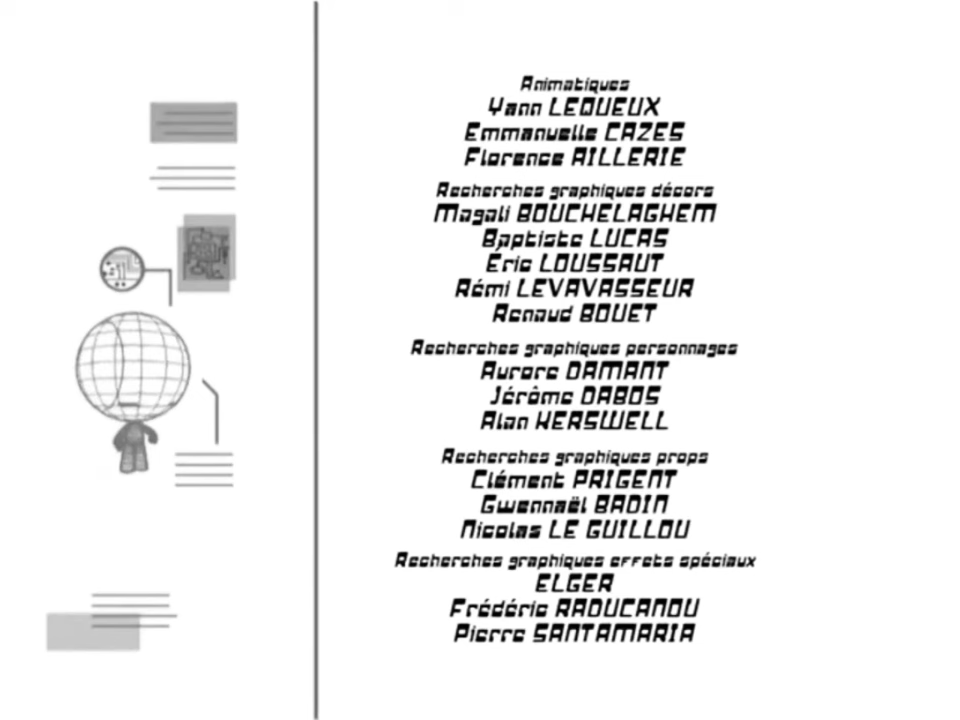 Animatiques
Yann LEQUEUX
Emmanuelle CAZES
Florence AILLERIE
Recherches graphiques décors
Magali BOUCHELAGHEM
Baptiste LUCAS
Éric LOUSSAUT
Rémi LEVAVASSEUR
Renaud BOUET
Recherches graphiques personnages
Aurore DAMANT
Jérôme DABOS
Alan KERSWELL
Recherches graphiques props
Clément PRIGENT
Gwennaël BADIN
Nicolas LE GUILLOU
Recherches graphiques effets spéciaux
ELGER
Frédéric RADUCANOU
Pierre SANTAMARIA